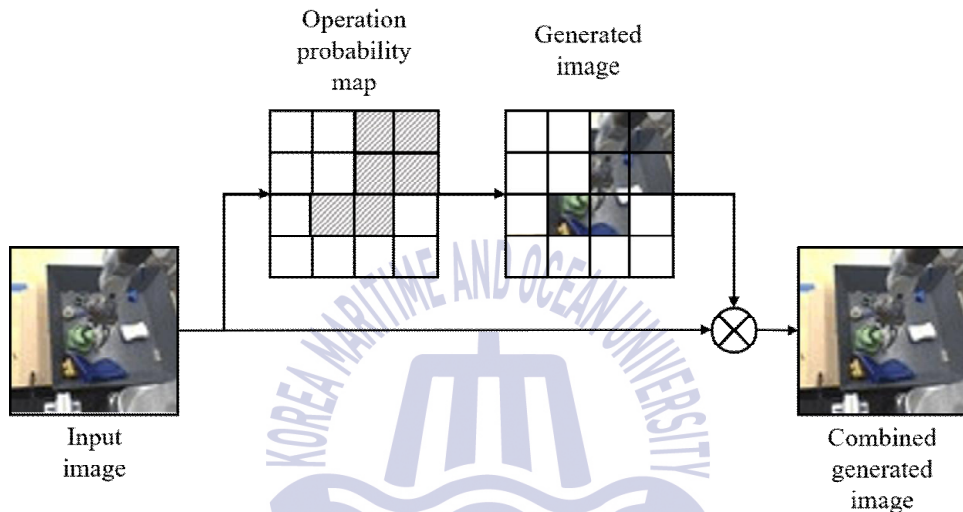 Operation
probability
map
Generated
image
Input
image
Combined
generated
image
KOREA MARITIME AND OCEAN UNIVERSITY